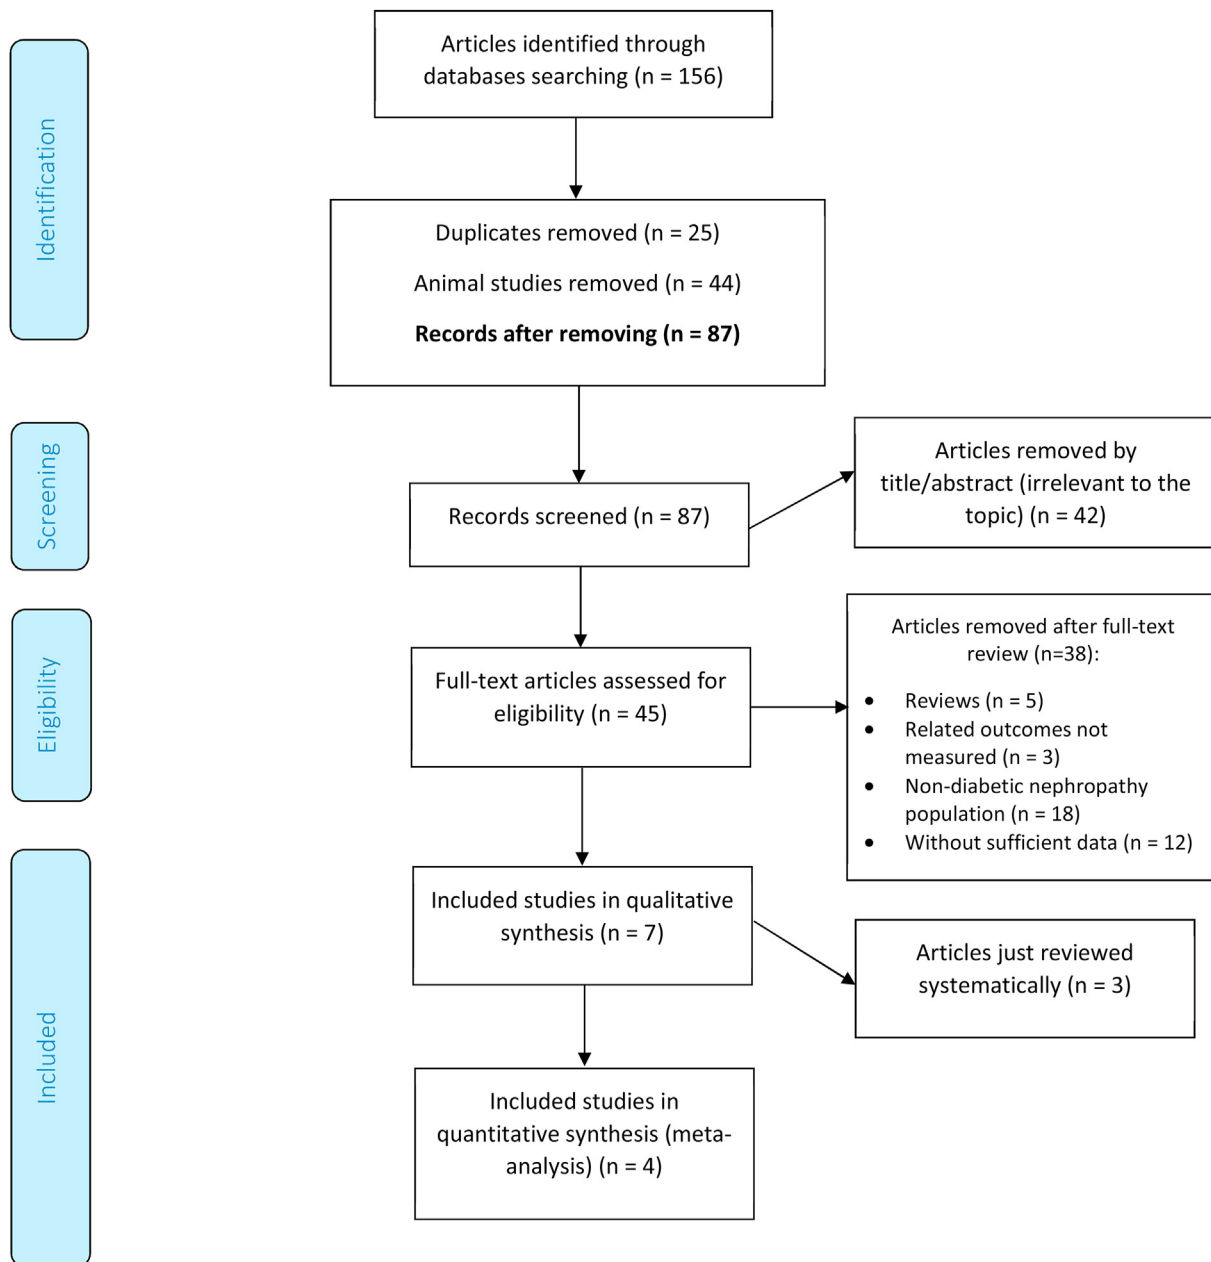 Identification
Articles identified through
databases searching (n = 156)
Duplicates removed (n = 25)
Animal studies removed (n = 44)
Records after removing (n = 87)
Screening
Records screened (n = 87)
Articles removed by
title/abstract (irrelevant to the
topic) (n = 42)
Eligibility
Full-text articles assessed for
eligibility (n = 45)
Articles removed after full-text
review (n=38):
• Reviews (n = 5)
• Related outcomes not
measured (n = 3)
• Non-diabetic nephropathy
population (n = 18)
• Without sufficient data (n = 12)
Included
Included studies in qualitative
synthesis (n = 7)
Articles just reviewed
systematically (n = 3)
Included studies in
quantitative synthesis (meta-
analysis) (n = 4)